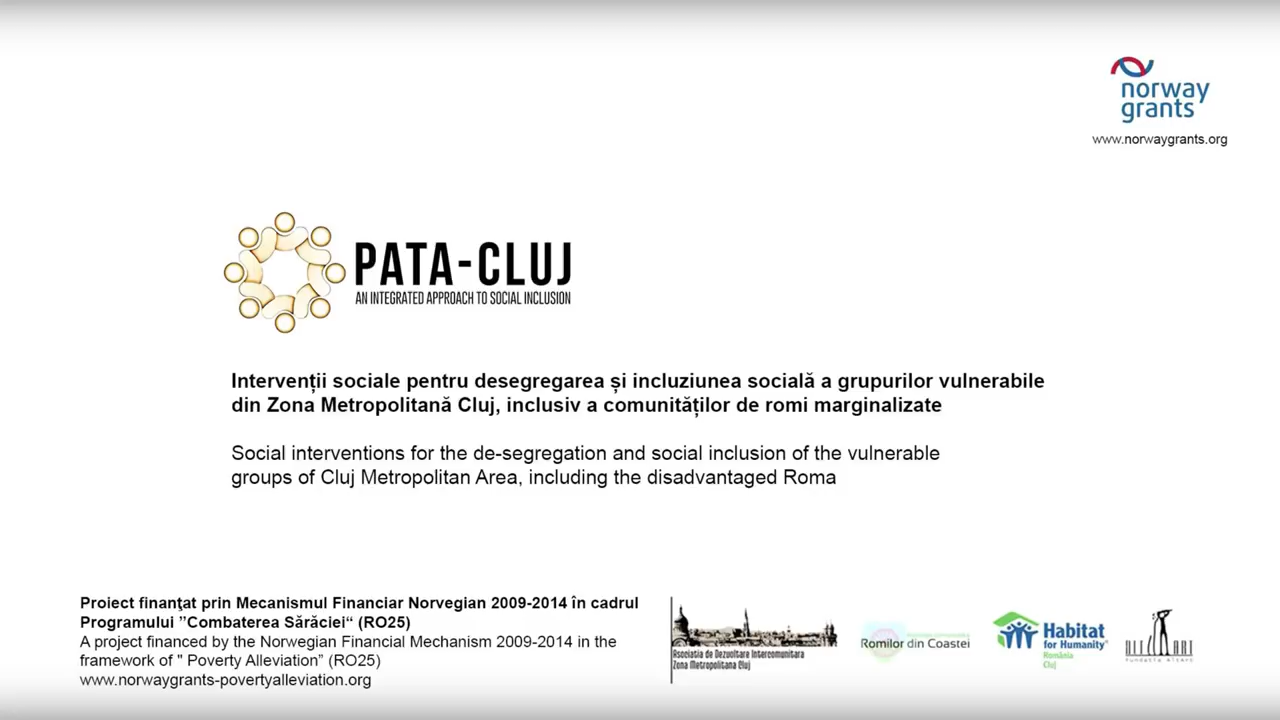 norway
grants
www.norwaygrants.org
PATA-CLUJ
AN INTEGRATED APPROACH TO SOCIAL INCLUSION
Intervenții sociale pentru desegregarea și incluziunea socială a grupurilor vulnerabile
din Zona Metropolitană Cluj, inclusiv a comunităților de romi marginalizate
Social interventions for the de-segregation and social inclusion of the vulnerable
groups of Cluj Metropolitan Area, including the disadvantaged Roma
Proiect finanţat prin Mecanismul Financiar Norvegian 2009-2014 în cadrul
Programului ”Combaterea Sărăciei“ (RO25)
A project financed by the Norwegian Financial Mechanism 2009-2014 in the
framework of " Poverty Alleviation” (RO25)
www.norwaygrants-povertyalleviation.org
Asociatia de Dezvoltare Intercomunitara
Zona Metropolitana Cluj
Romilor din Coastei
Habitat
for Humanity®
România
Cluj
Fundatia AltArt